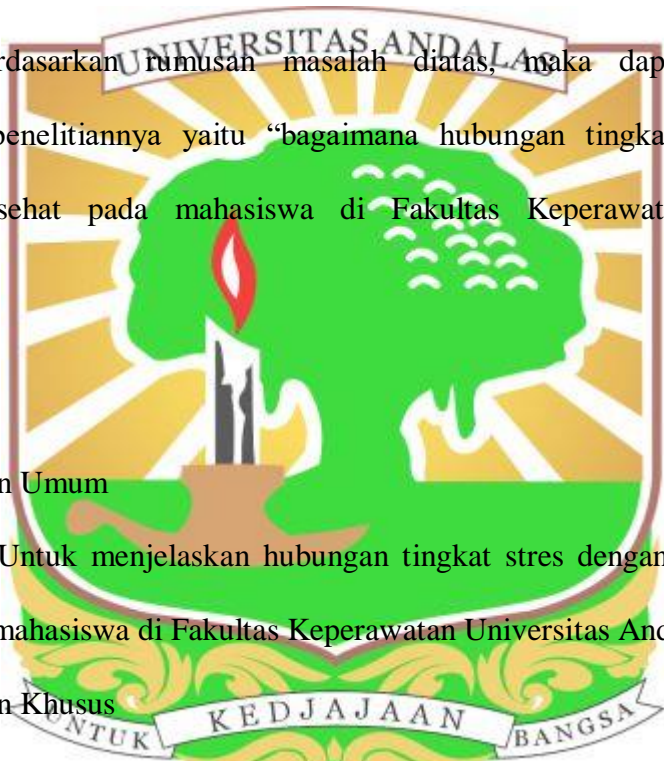 UNIVERSITAS ANDALAS
rdasarkan rumusan masalah diatas, maka dap
penelitiannya yaitu “bagaimana hubungan tingka
sehat pada mahasiswa di Fakultas Keperawat
n Umum
Untuk menjelaskan hubungan tingkat stres dengan
mahasiswa di Fakultas Keperawatan Universitas And
n Khusus
UNTUK KEDJAJAAN BANGSA